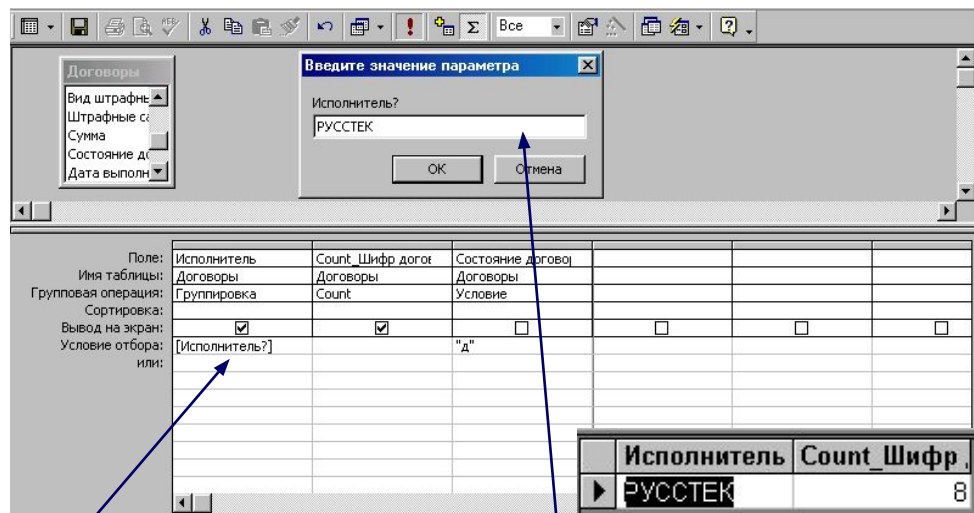 Все
Договоры
Вид штрафнь
Штрафные са
Сумма
Состояние до
Дата выполн
Введите значение параметра
Исполнитель?
РУССТЕК
ОК
Отмена
Поле: Исполнитель Count_Шифр догов Состояние договор
Имя таблицы: Договоры Договоры Договоры
Групповая операция: Группировка Count Условие
Сортировка:
Вывод на экран:
Условие отбора: [Исполнитель?] "д"
или:
Исполнитель Count_Шифр
РУССТЕК 8